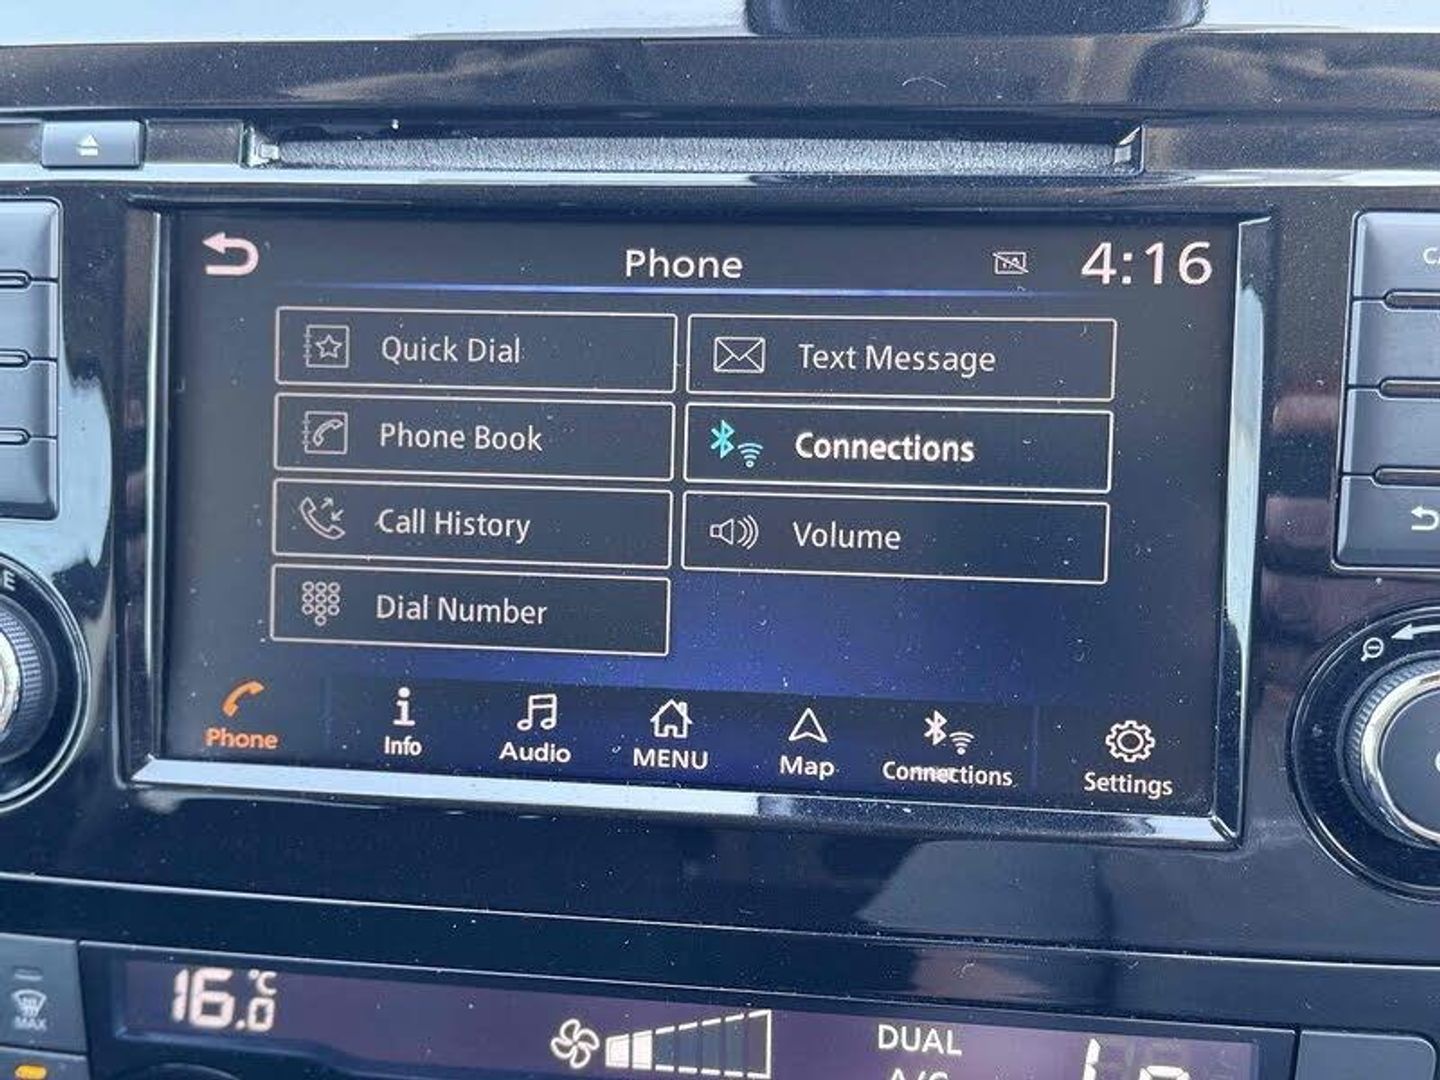 Phone
4:16
Quick Dial
Text Message
Phone Book
Connections
Call History
Volume
Dial Number
Phone
Info
Audio
MENU
Map
Connections
Settings
MAX
16.0°C
DUAL
A/C